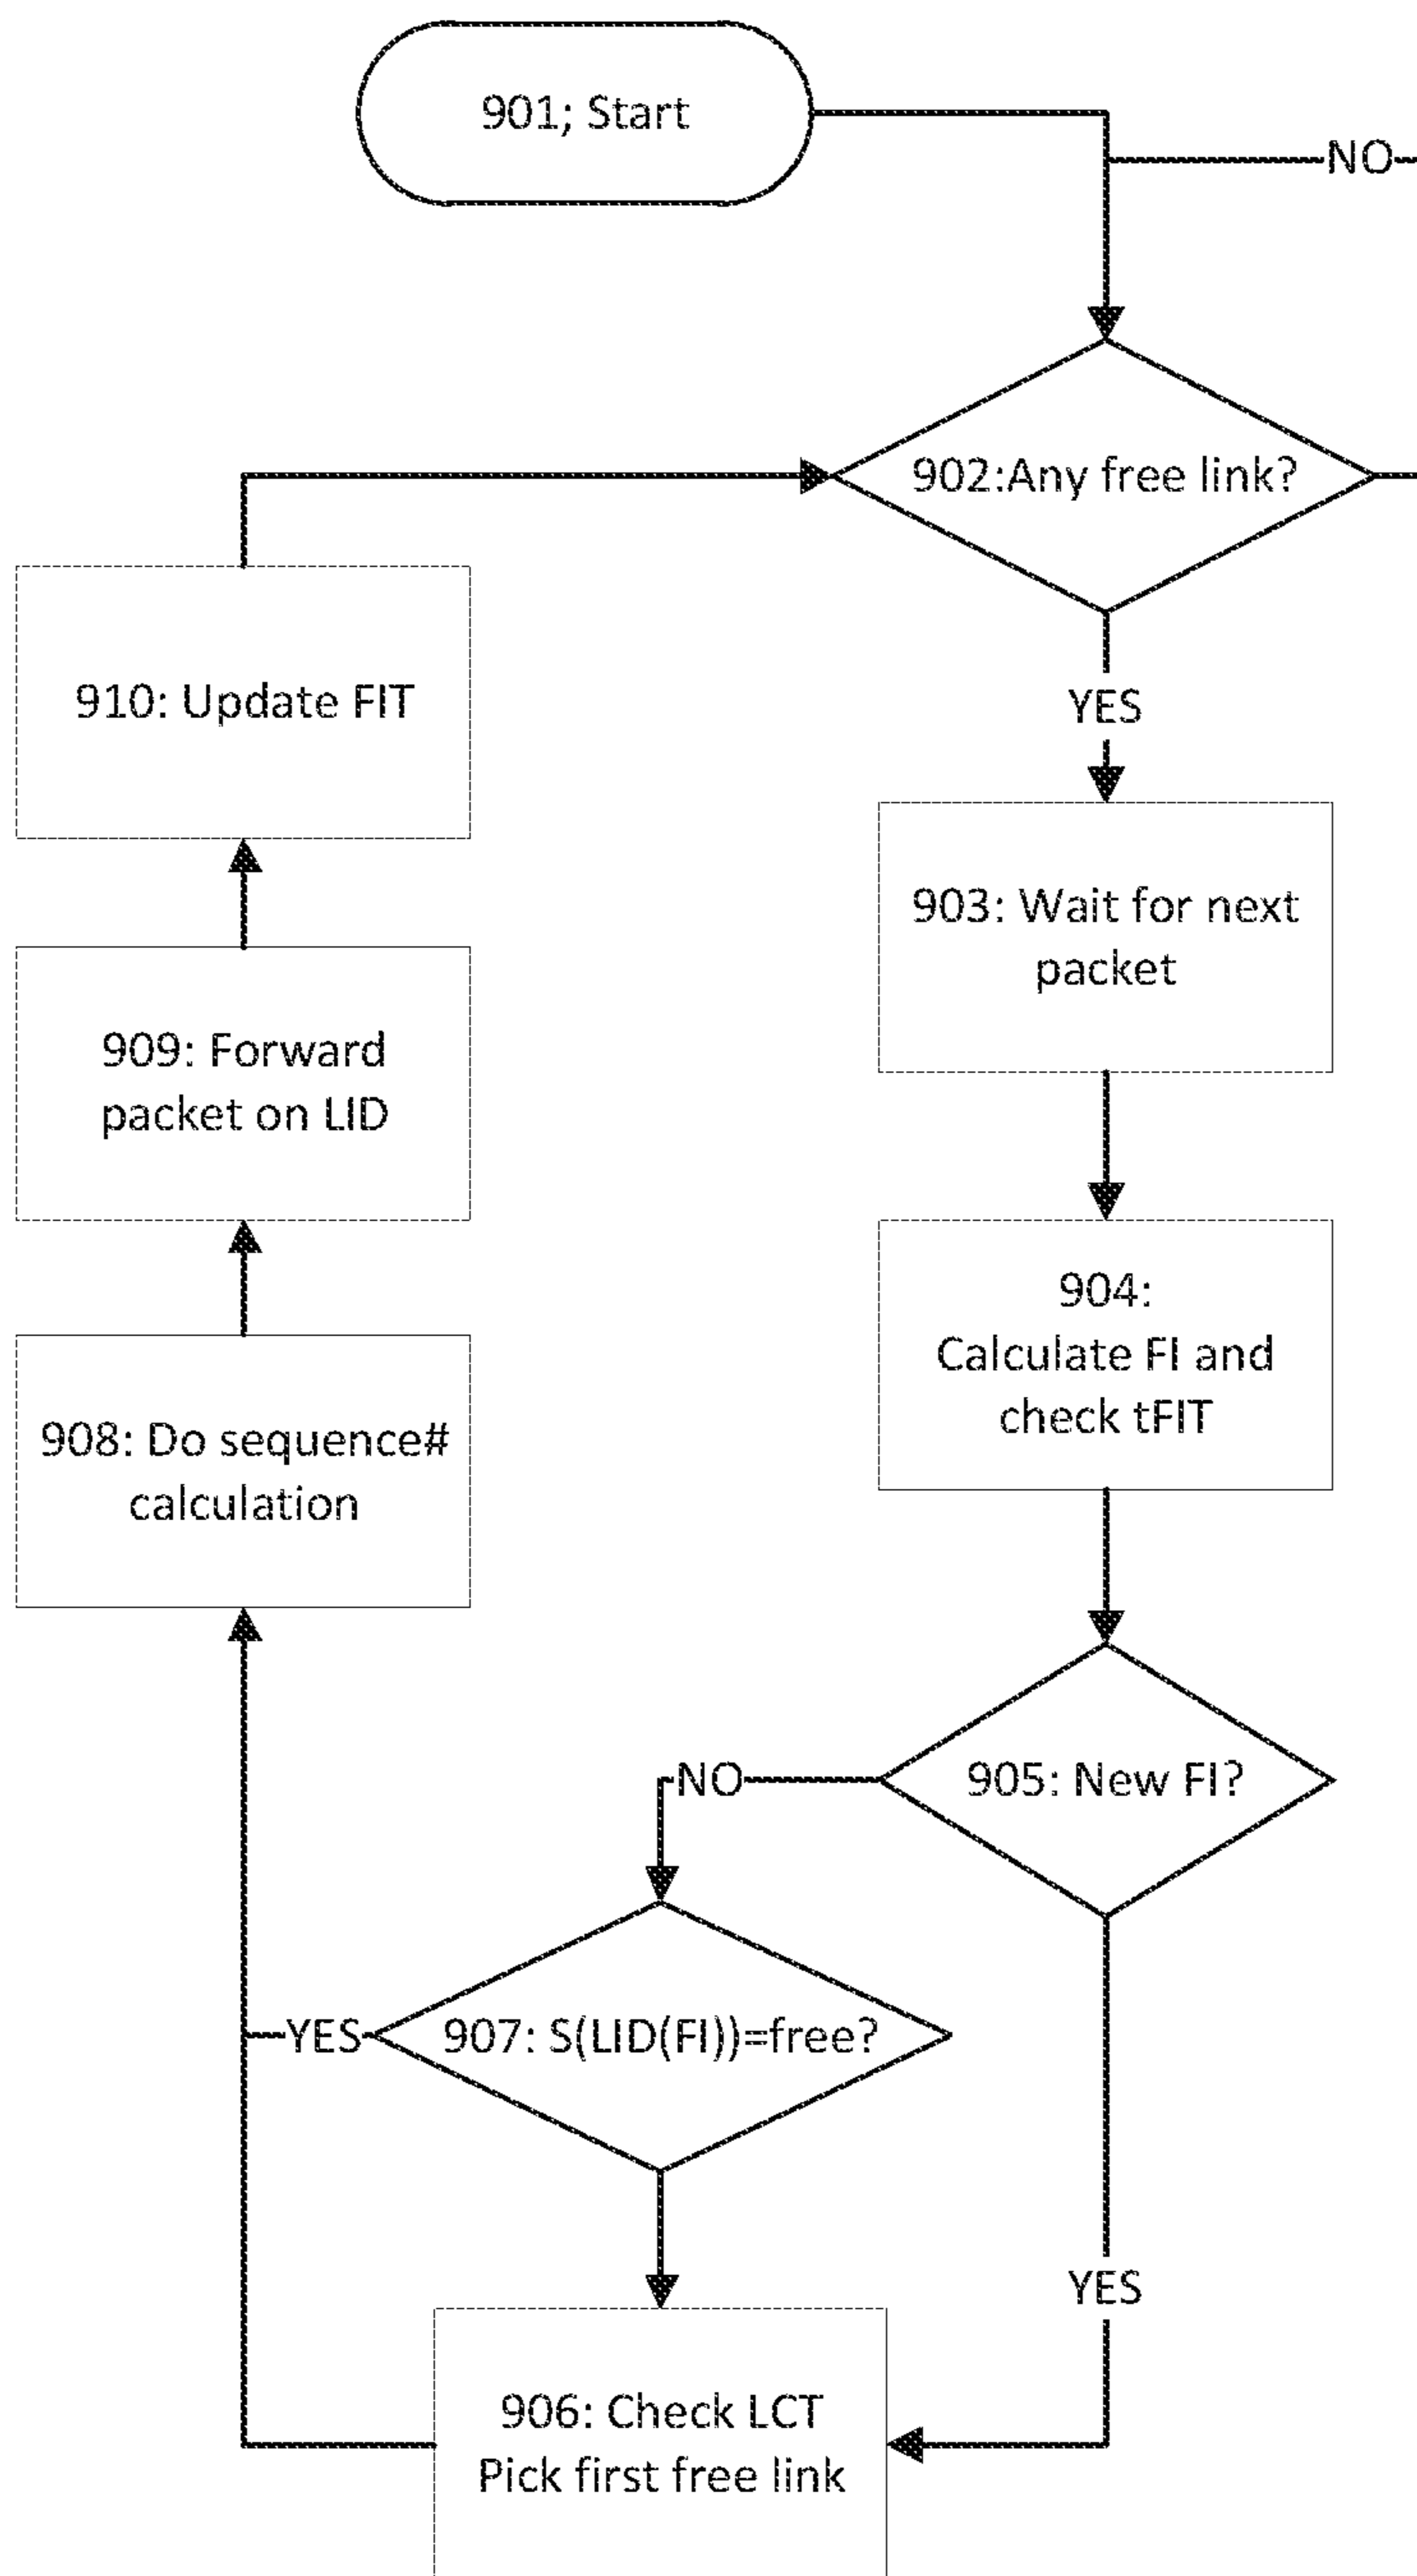 901; Start
NO
902:Any free link?
YES
910: Update FIT
903: Wait for next
packet
909: Forward
packet on LID
904:
Calculate FI and
check tFIT
908: Do sequence#
calculation
905: New FI?
NO
907: S(LID(FI))=free?
YES
YES
906: Check LCT
Pick first free link